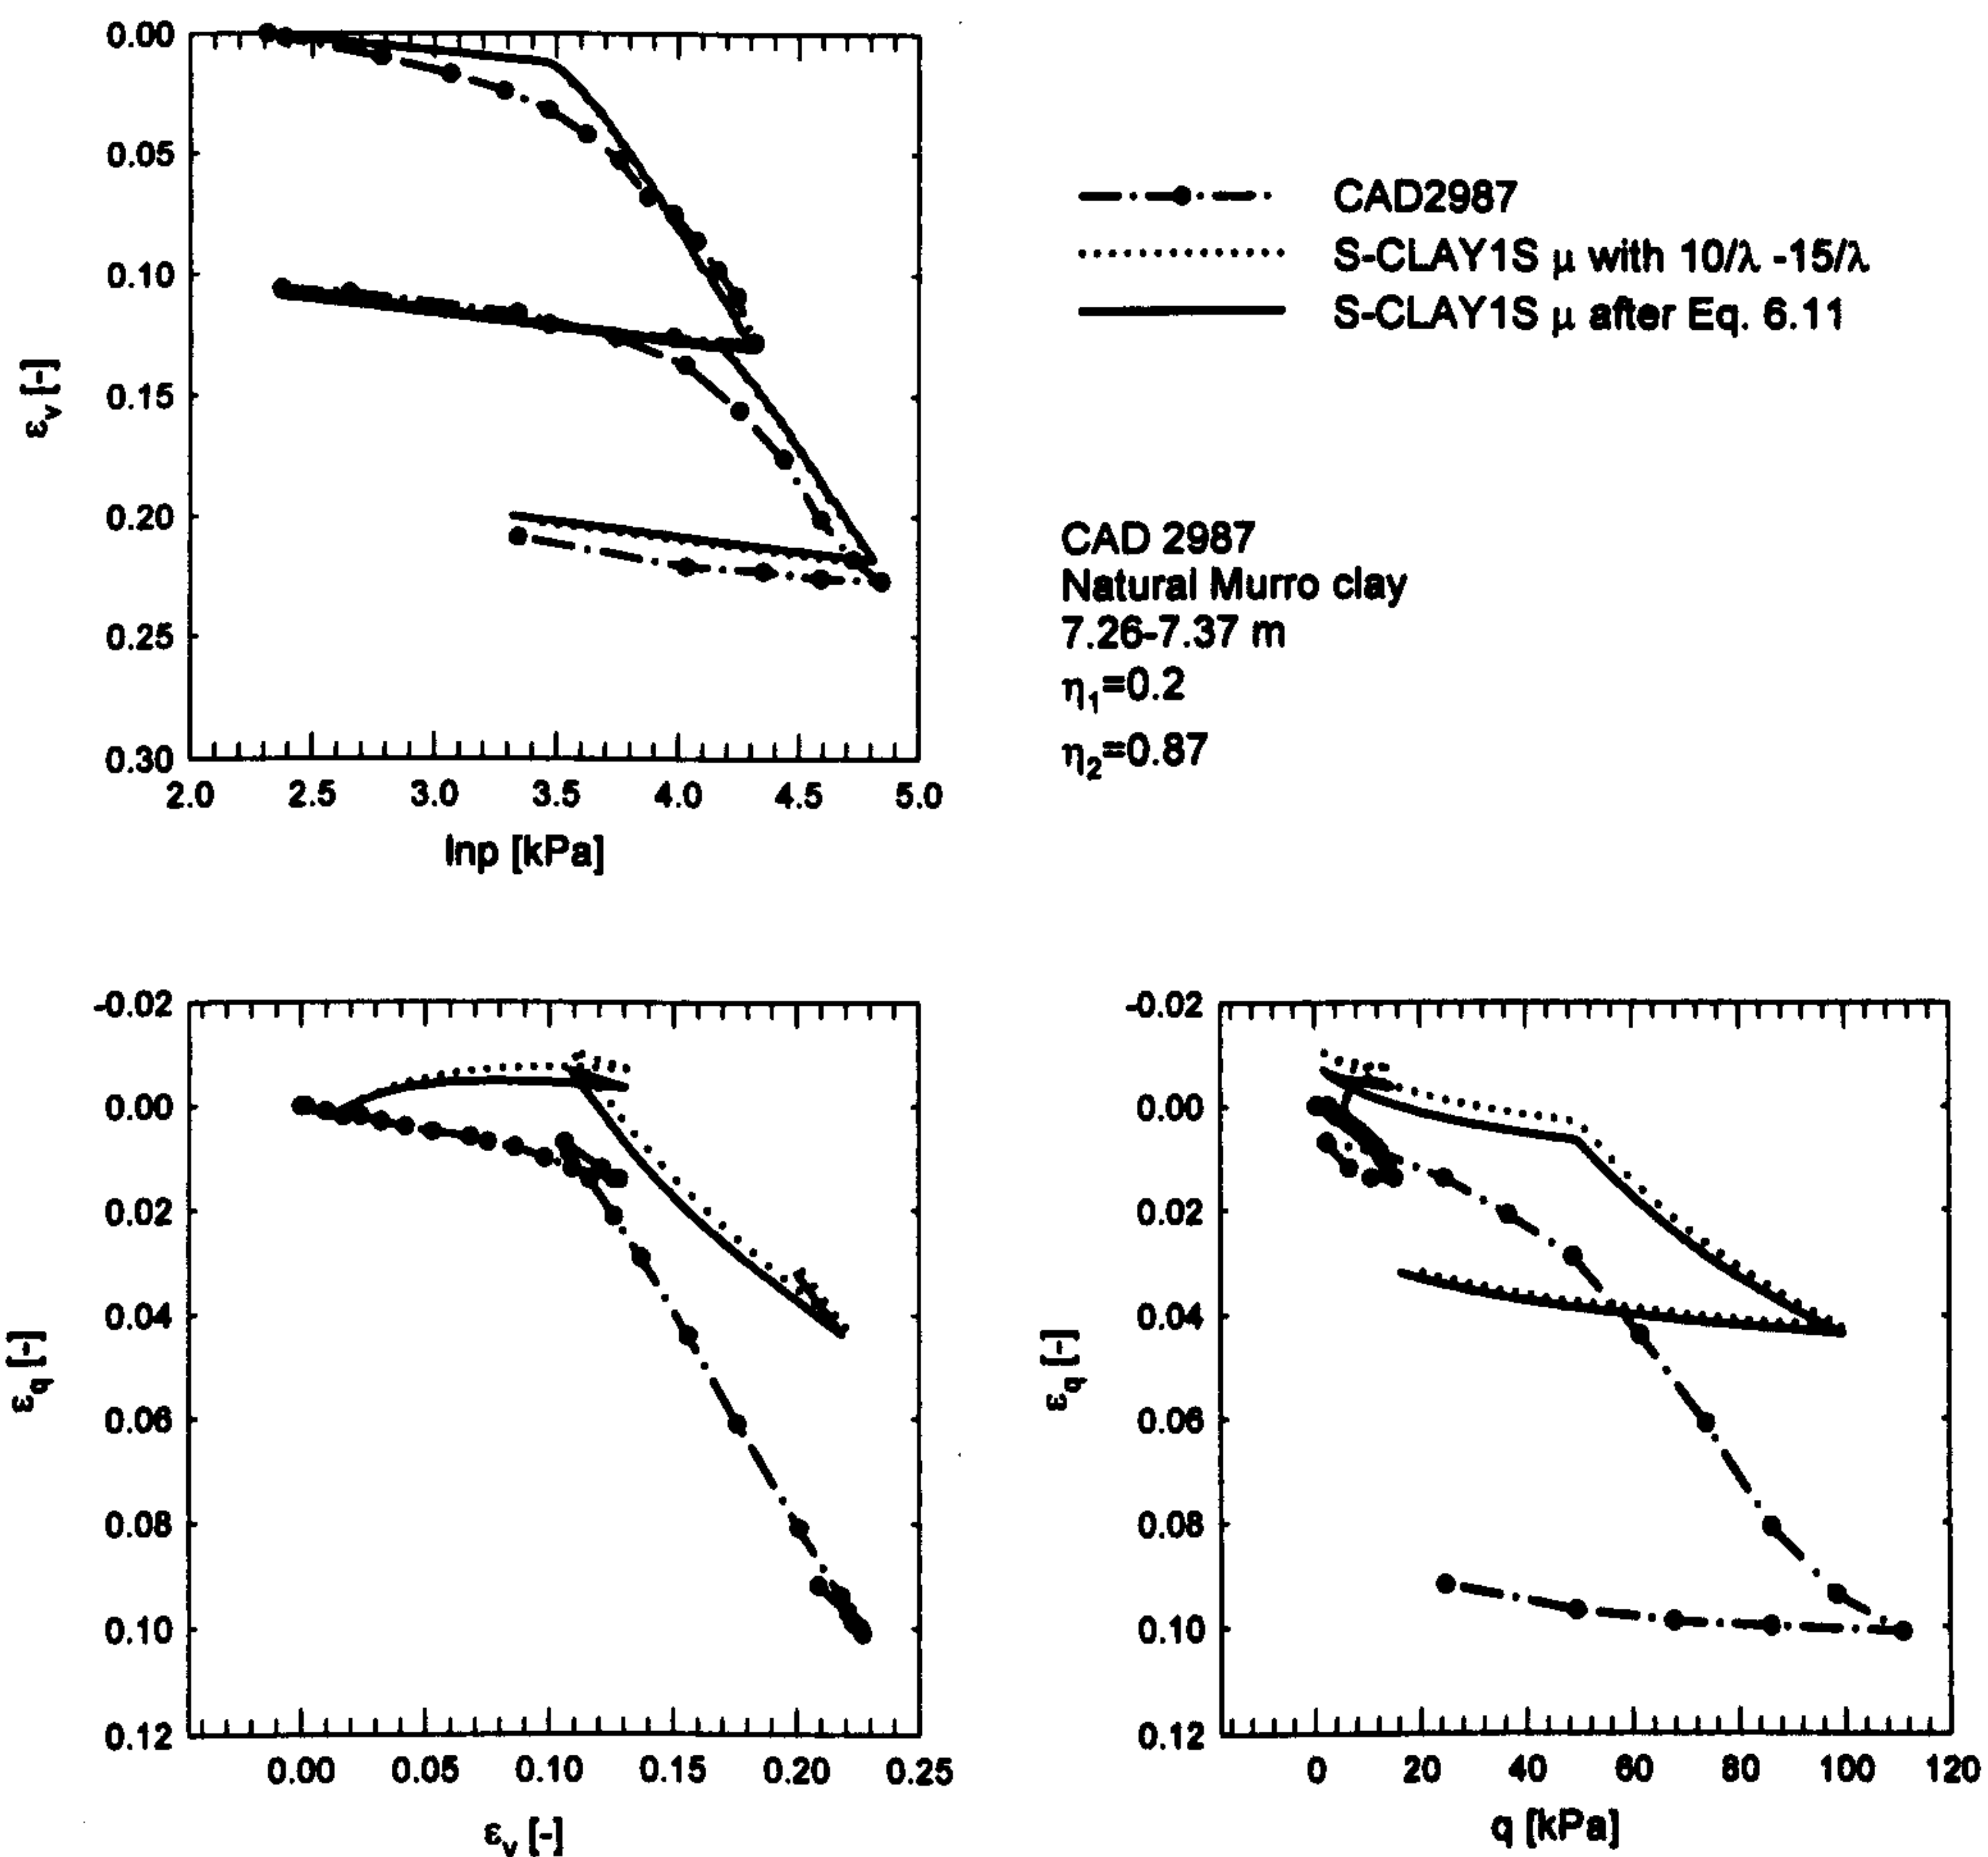 0.00
0.05
0.10
0.15
0.20
0.25
0.30
εv [-]
2.0 2.5 3.0 3.5 4.0 4.5 5.0
lnp [kPa]
CAD2987
S-CLAY1S μ with 10/λ -15/λ
S-CLAY1S μ after Eq. 6.11
CAD 2987
Natural Murro clay
7.26-7.37 m
η1=0.2
η2=0.87
-0.02
0.00
0.02
0.04
0.06
0.08
0.10
0.12
εq [-]
0.00 0.05 0.10 0.15 0.20 0.25
εv [-]
-0.02
0.00
0.02
0.04
0.06
0.08
0.10
0.12
εq [-]
0 20 40 60 80 100 120
q [kPa]